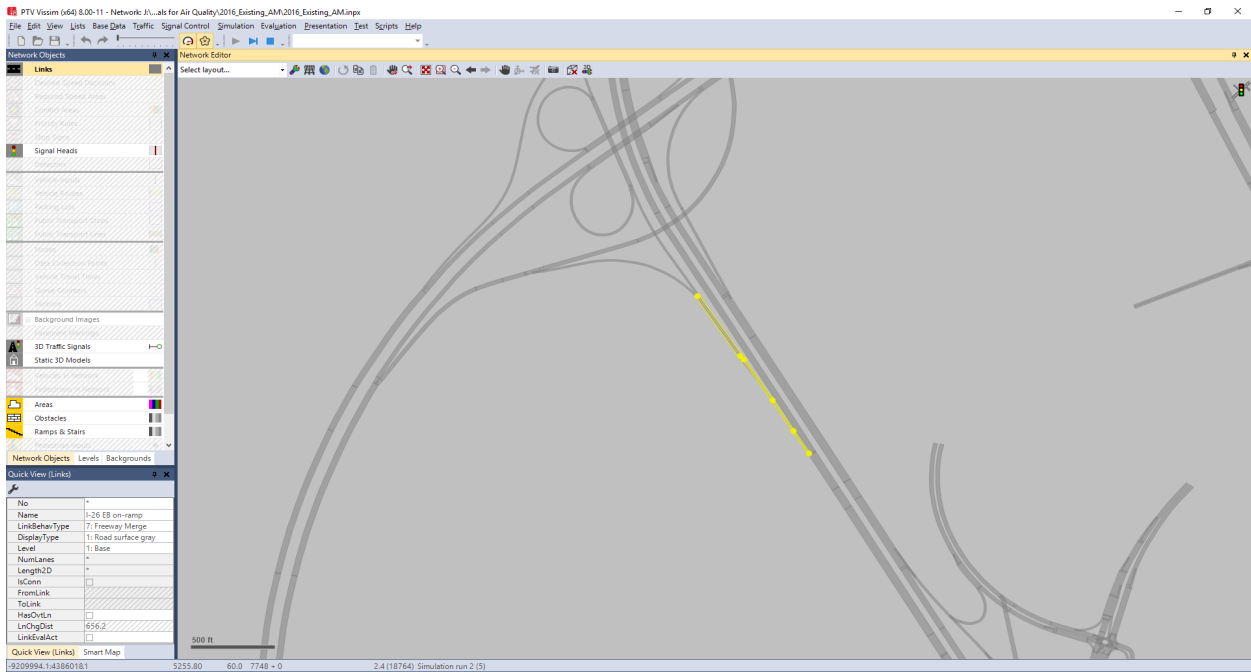 PTV Vissim (x64) 8.00-11 - Network: J:\...als for Air Quality\2016_Existing_AM\2016_Existing_AM.inpx
File Edit View Lists Base Data Traffic Signal Control Simulation Evaluation Presentation Test Scripts Help
Network Objects
Network Editor
Links
Select layout...
Signal Heads
Background Images
3D Traffic Signals
Static 3D Models
Areas
Obstacles
Ramps & Stairs
Network Objects Levels Backgrounds
Quick View (Links)
No *
Name I-26 EB on-ramp
LinkBehavType 7: Freeway Merge
DisplayType 1: Road surface gray
Level 1: Base
NumLanes *
Length2D *
IsConn
FromLink
ToLink
HasOvtLn
LnChgDist 656.2
LinkEvalAct
500 ft
Quick View (Links) Smart Map
-9209994.1:4386018.1 5255.80 60.0 7748 + 0 2.4 (18764) Simulation run 2 (5)